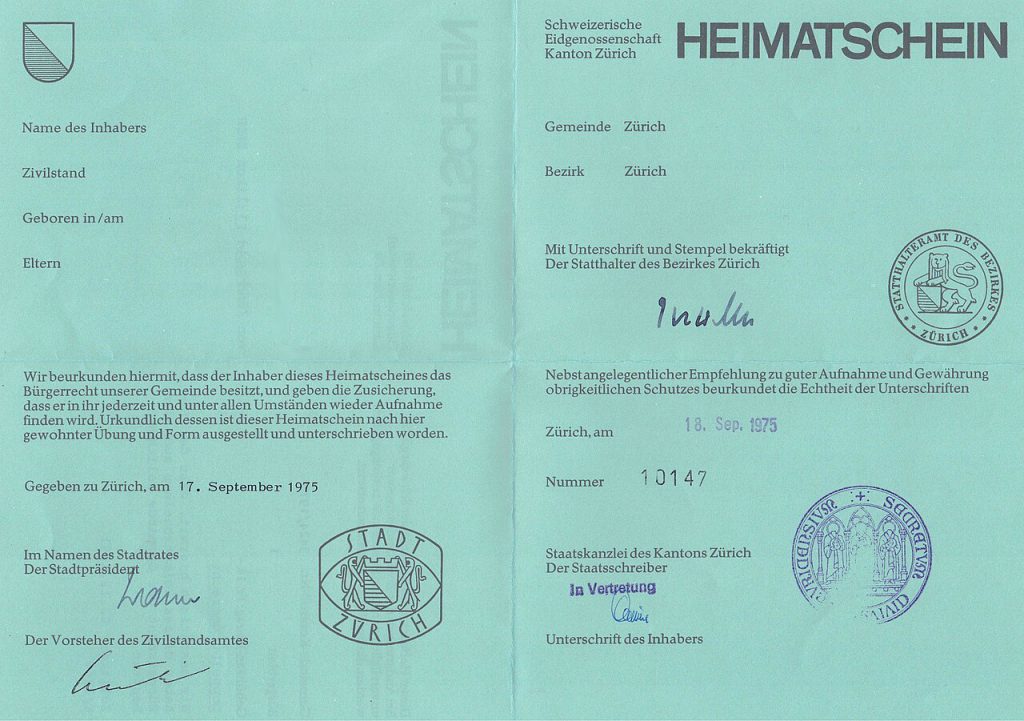 Name des Inhabers
Zivilstand
Geboren in/am
Eltern
Wir beurkunden hiermit, dass der Inhaber dieses Heimatscheines das
Bürgerrecht unserer Gemeinde besitzt, und geben die Zusicherung,
dass er in ihr jederzeit und unter allen Umständen wieder Aufnahme
finden wird. Urkundlich dessen ist dieser Heimatschein nach hier
gewohnter Übung und Form ausgestellt und unterschrieben worden.
Gegeben zu Zürich, am 17. September 1975
Im Namen des Stadtrates
Der Stadtpräsident
STADT
ZÜRICH
Der Vorsteher des Zivilstandsamtes
Schweizerische
Eidgenossenschaft
Kanton Zürich
HEIMATSCHEIN
Gemeinde Zürich
Bezirk Zürich
Mit Unterschrift und Stempel bekräftigt
Der Statthalter des Bezirkes Zürich
STATTHALTERAMT DES BEZIRKES
ZÜRICH
Nebst angelegentlicher Empfehlung zu guter Aufnahme und Gewährung
obrigkeitlichen Schutzes beurkundet die Echtheit der Unterschriften
Zürich, am 18. Sep. 1975
Nummer 10147
Staatskanzlei des Kantons Zürich
Der Staatsschreiber
In Vertretung
Unterschrift des Inhabers